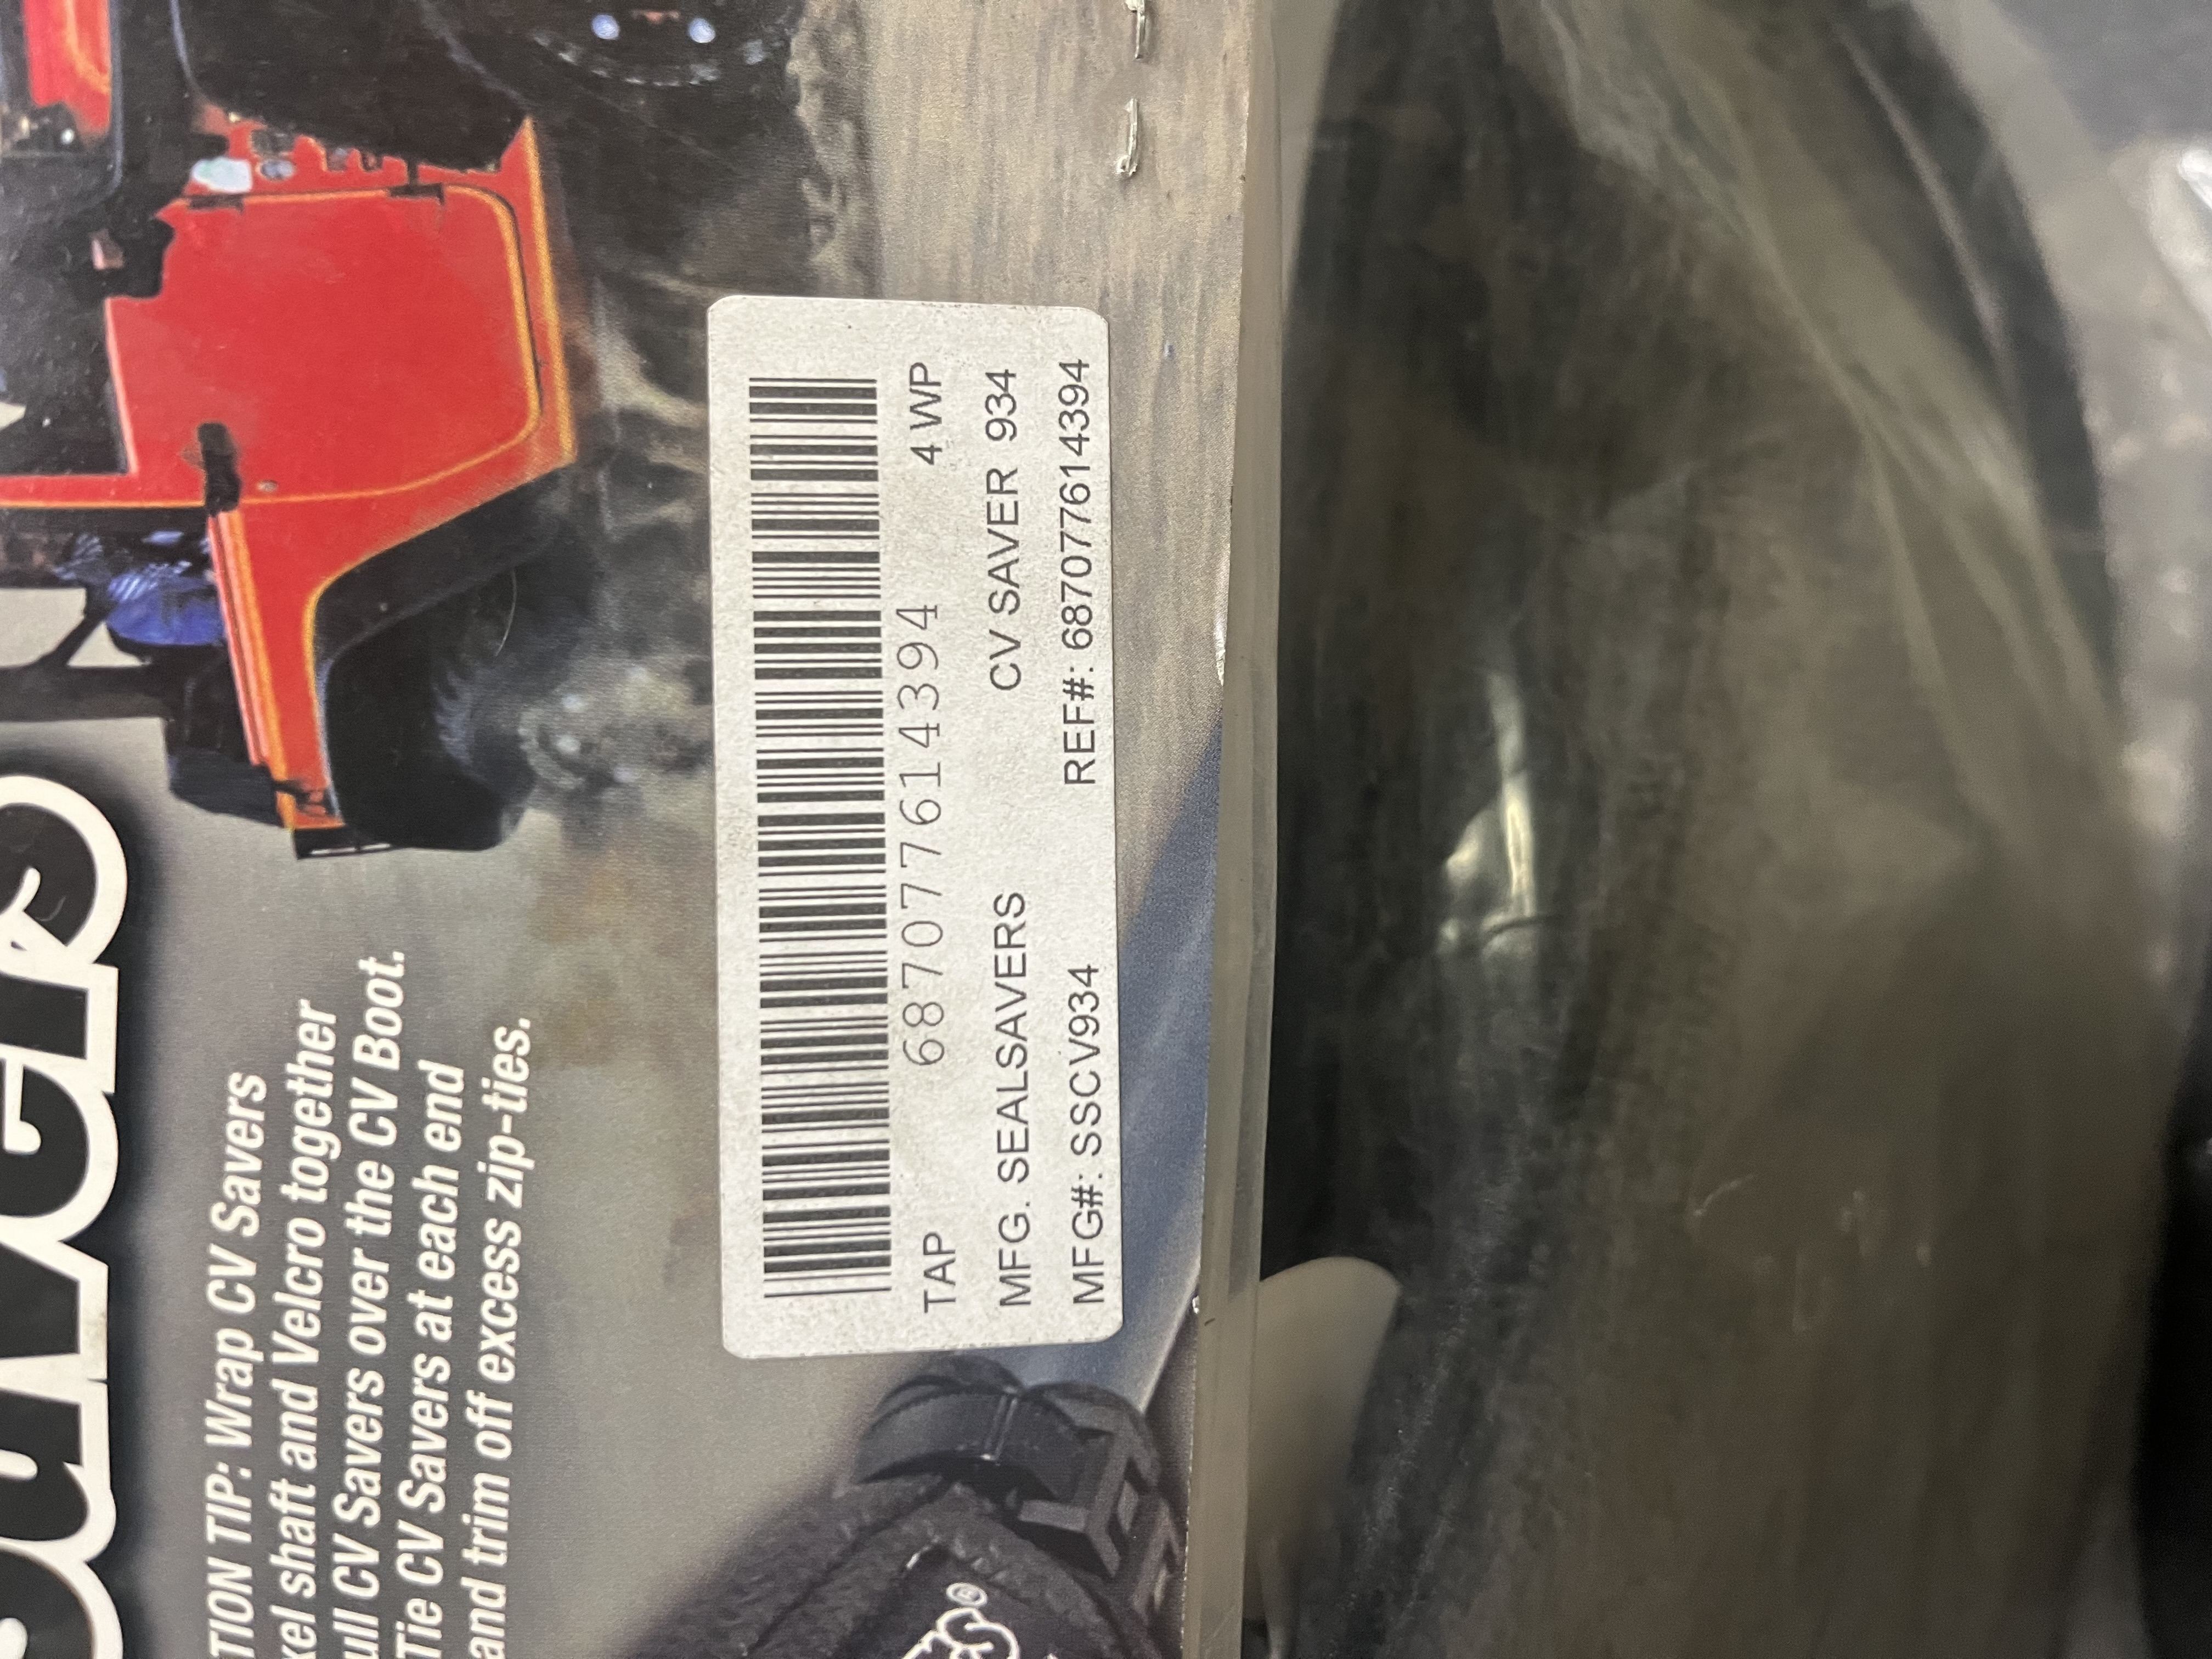 TION TIP: Wrap CV Savers
xel shaft and Velcro together
ull CV Savers over the CV Boot.
Tie CV Savers at each end
and trim off excess zip-ties.
687077614394
TAP 4WP
MFG. SEALSAVERS CV SAVER 934
MFG#: SSCV934 REF#: 687077614394
®